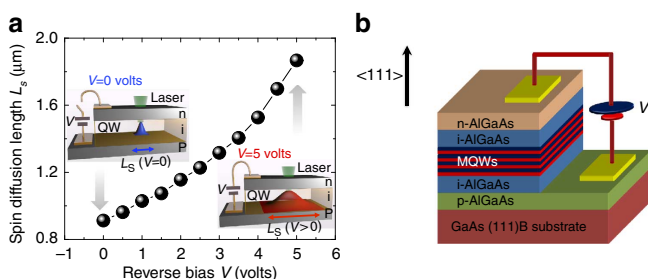 a
Spin diffusion length Ls (μm)
2.0
1.6
1.2
0.8
−1
0
1
2
3
4
5
6
Reverse bias V (volts)
V=0 volts
Laser
n
i
P
QW
V
LS (V=0)
V=5 volts
Laser
n
i
P
QW
V
LS (V>0)
b
<111>
n-AlGaAs
i-AlGaAs
MQWs
i-AlGaAs
p-AlGaAs
GaAs (111)B substrate
V